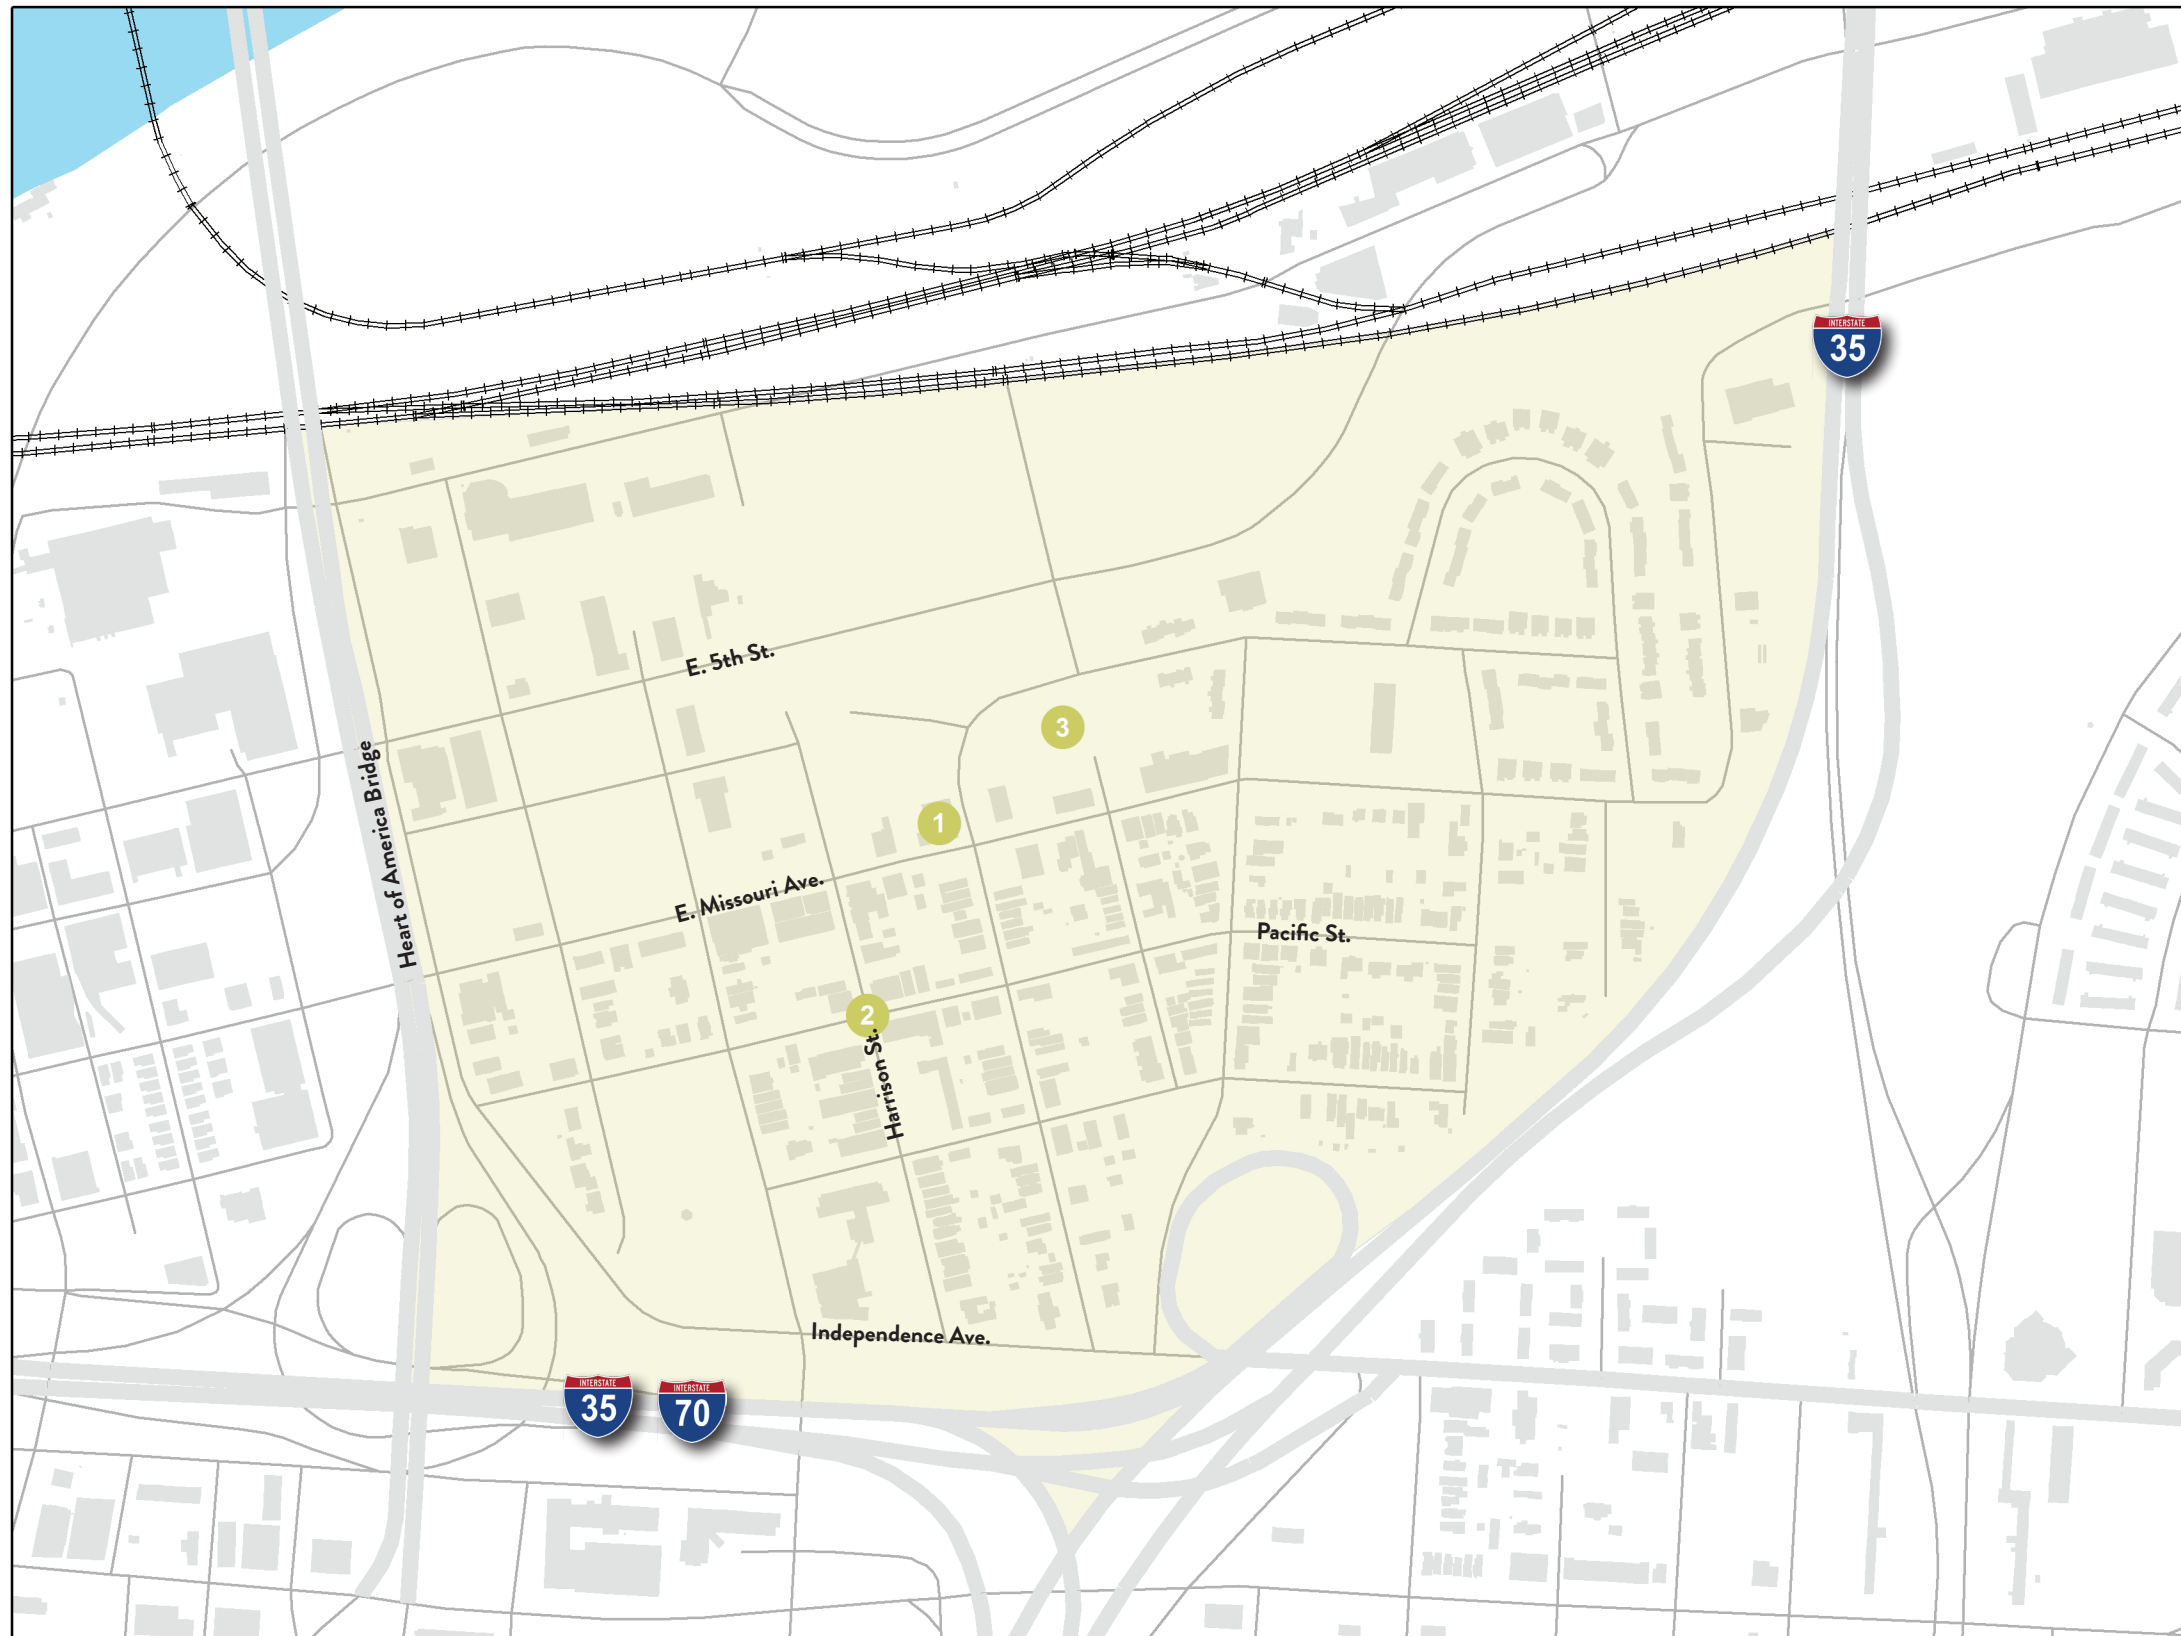 INTERSTATE
35
E. 5th St.
3
Heart of America Bridge
1
E. Missouri Ave.
Pacific St.
2
Harrison St.
Independence Ave.
INTERSTATE
35
INTERSTATE
70